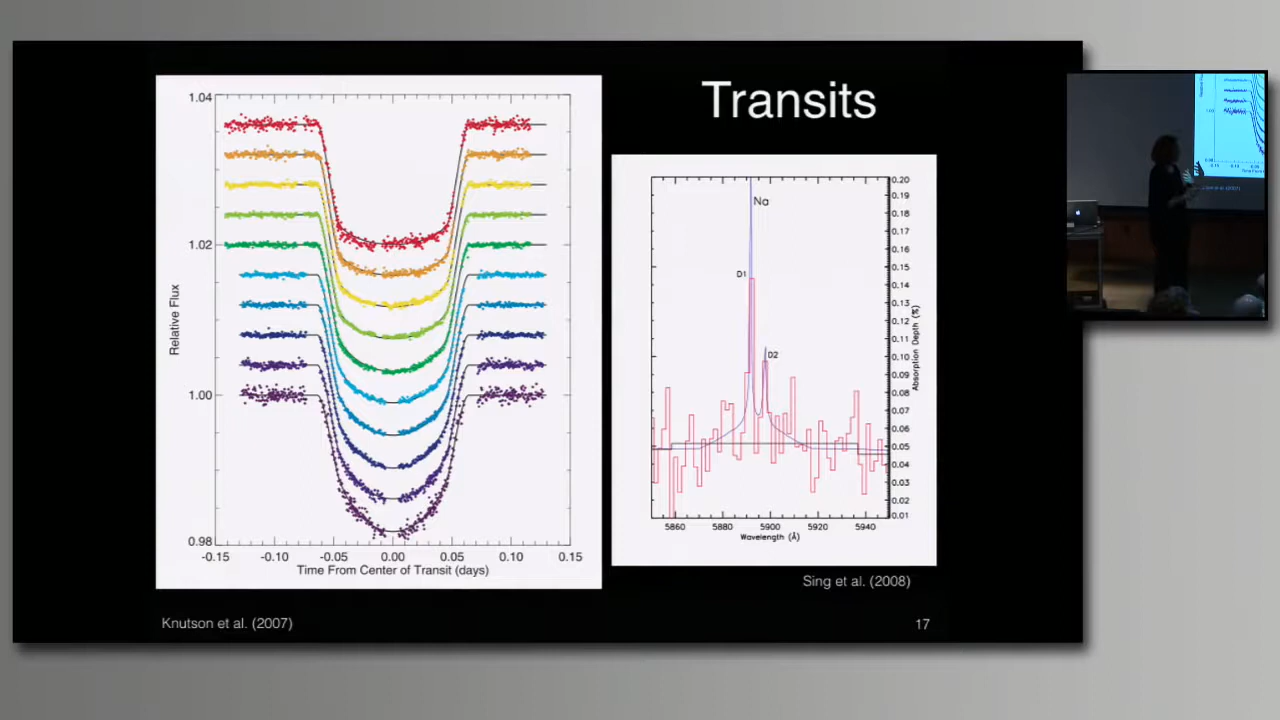 Transits
1.04
1.02
1.00
0.98
Relative Flux
-0.15 -0.10 -0.05 0.00 0.05 0.10 0.15
Time From Center of Transit (days)
Knutson et al. (2007)
Na
D1
D2
0.20
0.19
0.18
0.17
0.16
0.15
0.14
0.13
0.12
0.11
0.10
0.09
0.08
0.07
0.06
0.05
0.04
0.03
0.02
0.01
Absorption Depth (%)
5860 5880 5900 5920 5940
Wavelength (Å)
Sing et al. (2008)
17